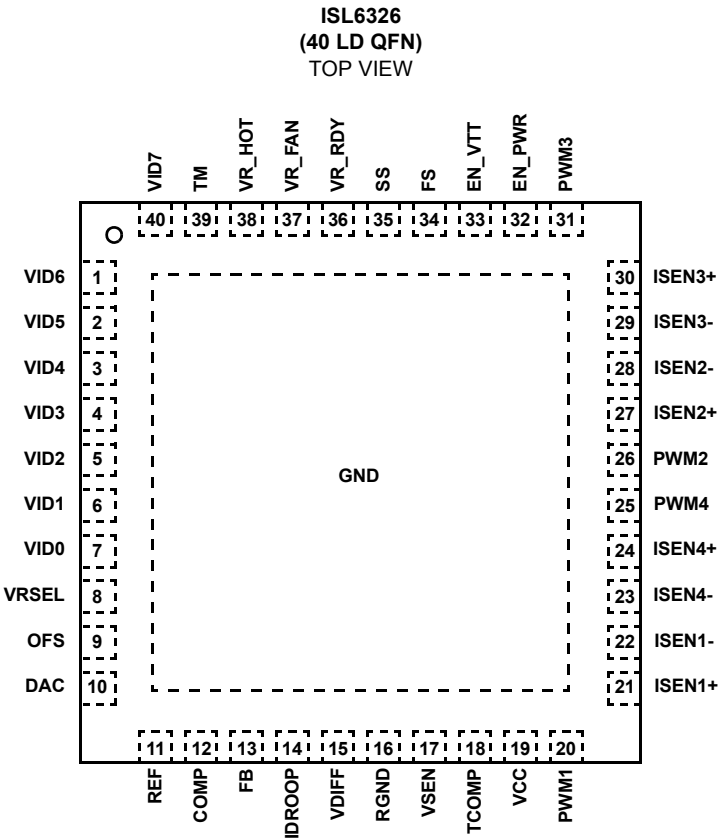 ISL6326
(40 LD QFN)
TOP VIEW
VID7 TM VR_HOT VR_FAN VR_RDY SS FS EN_VTT EN_PWR PWM3
40 39 38 37 36 35 34 33 32 31
VID6 1 30 ISEN3+
VID5 2 29 ISEN3-
VID4 3 28 ISEN2-
VID3 4 27 ISEN2+
VID2 5 26 PWM2
GND
VID1 6 25 PWM4
VID0 7 24 ISEN4+
VRSEL 8 23 ISEN4-
OFS 9 22 ISEN1-
DAC 10 21 ISEN1+
11 12 13 14 15 16 17 18 19 20
REF COMP FB IDROOP VDIFF RGND VSEN TCOMP VCC PWM1